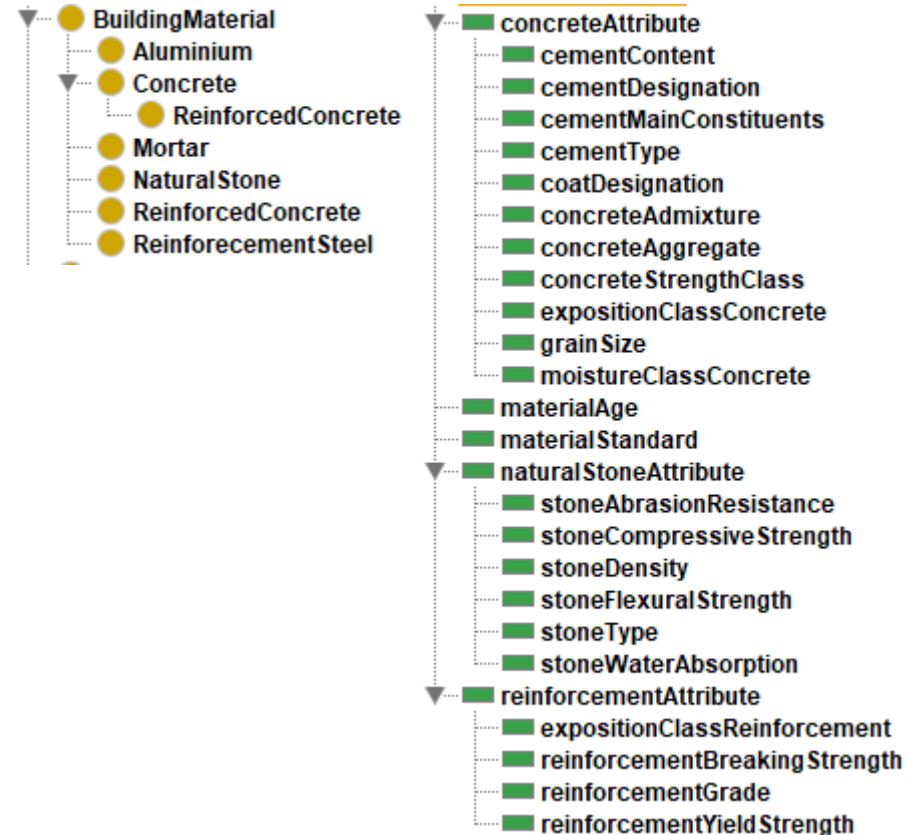 BuildingMaterial
Aluminium
Concrete
ReinforcedConcrete
Mortar
NaturalStone
ReinforcedConcrete
ReinforecementSteel
concreteAttribute
cementContent
cementDesignation
cementMainConstituents
cementType
coatDesignation
concreteAdmixture
concreteAggregate
concreteStrengthClass
expositionClassConcrete
grainSize
moistureClassConcrete
materialAge
materialStandard
naturalStoneAttribute
stoneAbrasionResistance
stoneCompressiveStrength
stoneDensity
stoneFlexuralStrength
stoneType
stoneWaterAbsorption
reinforcementAttribute
expositionClassReinforcement
reinforcementBreakingStrength
reinforcementGrade
reinforcementYieldStrength